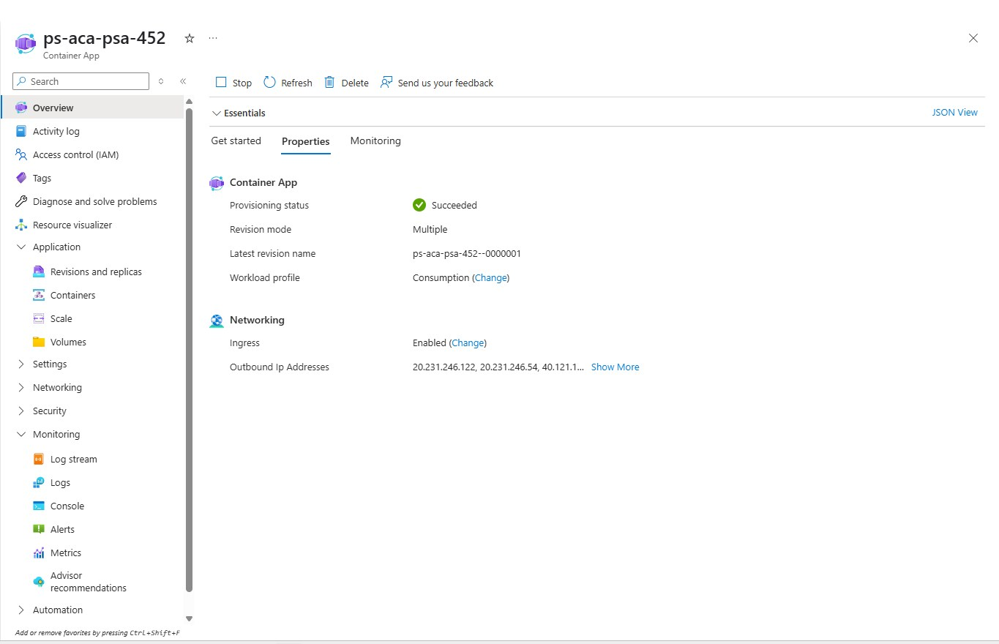 ps-aca-psa-452
Container App
Search
Stop Refresh Delete Send us your feedback
Overview
Activity log
Access control (IAM)
Tags
Diagnose and solve problems
Resource visualizer
Application
Revisions and replicas
Containers
Scale
Volumes
Settings
Networking
Security
Monitoring
Log stream
Logs
Console
Alerts
Metrics
Advisor
recommendations
Automation
Add or remove favorites by pressing Ctrl+Shift+F
Essentials JSON View
Get started Properties Monitoring
Container App
Provisioning status Succeeded
Revision mode Multiple
Latest revision name ps-aca-psa-452--0000001
Workload profile Consumption (Change)
Networking
Ingress Enabled (Change)
Outbound Ip Addresses 20.231.246.122, 20.231.246.54, 40.121.1... Show More